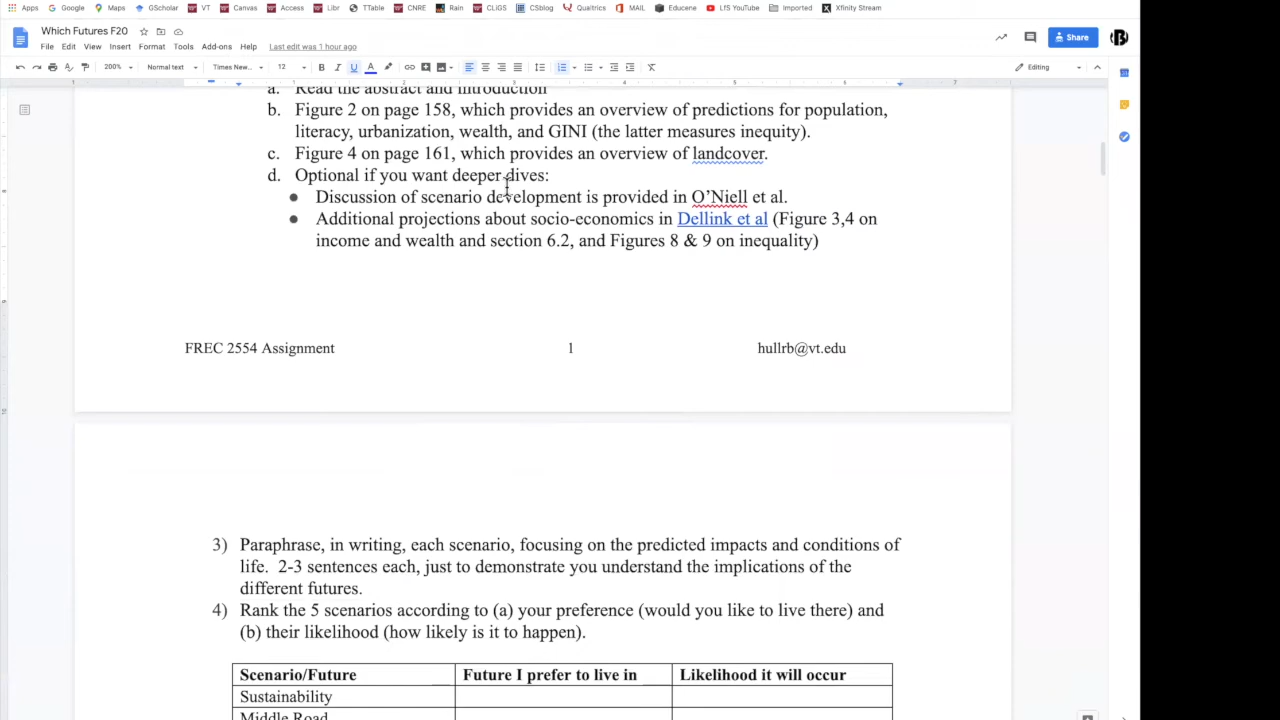 Apps Google Maps GScholar VT Canvas Access Libr TTable CNRE Rain CLiGS CSblog Qualtrics MAIL Educene LfS YouTube Imported Xfinity Stream
Which Futures F20
File Edit View Insert Format Tools Add-ons Help Last edit was 1 hour ago
Share
200% Normal text Times New... 12 B I U A Editing
1 1 2 3 4 5 6 7
a. Read the abstract and introduction
b. Figure 2 on page 158, which provides an overview of predictions for population,
literacy, urbanization, wealth, and GINI (the latter measures inequity).
c. Figure 4 on page 161, which provides an overview of landcover.
d. Optional if you want deeper dives:
● Discussion of scenario development is provided in O’Niell et al.
● Additional projections about socio-economics in Dellink et al (Figure 3,4 on
income and wealth and section 6.2, and Figures 8 & 9 on inequality)
FREC 2554 Assignment 1 hullrb@vt.edu
3) Paraphrase, in writing, each scenario, focusing on the predicted impacts and conditions of
life. 2-3 sentences each, just to demonstrate you understand the implications of the
different futures.
4) Rank the 5 scenarios according to (a) your preference (would you like to live there) and
(b) their likelihood (how likely is it to happen).
Scenario/Future Future I prefer to live in Likelihood it will occur
Sustainability
Middle Road